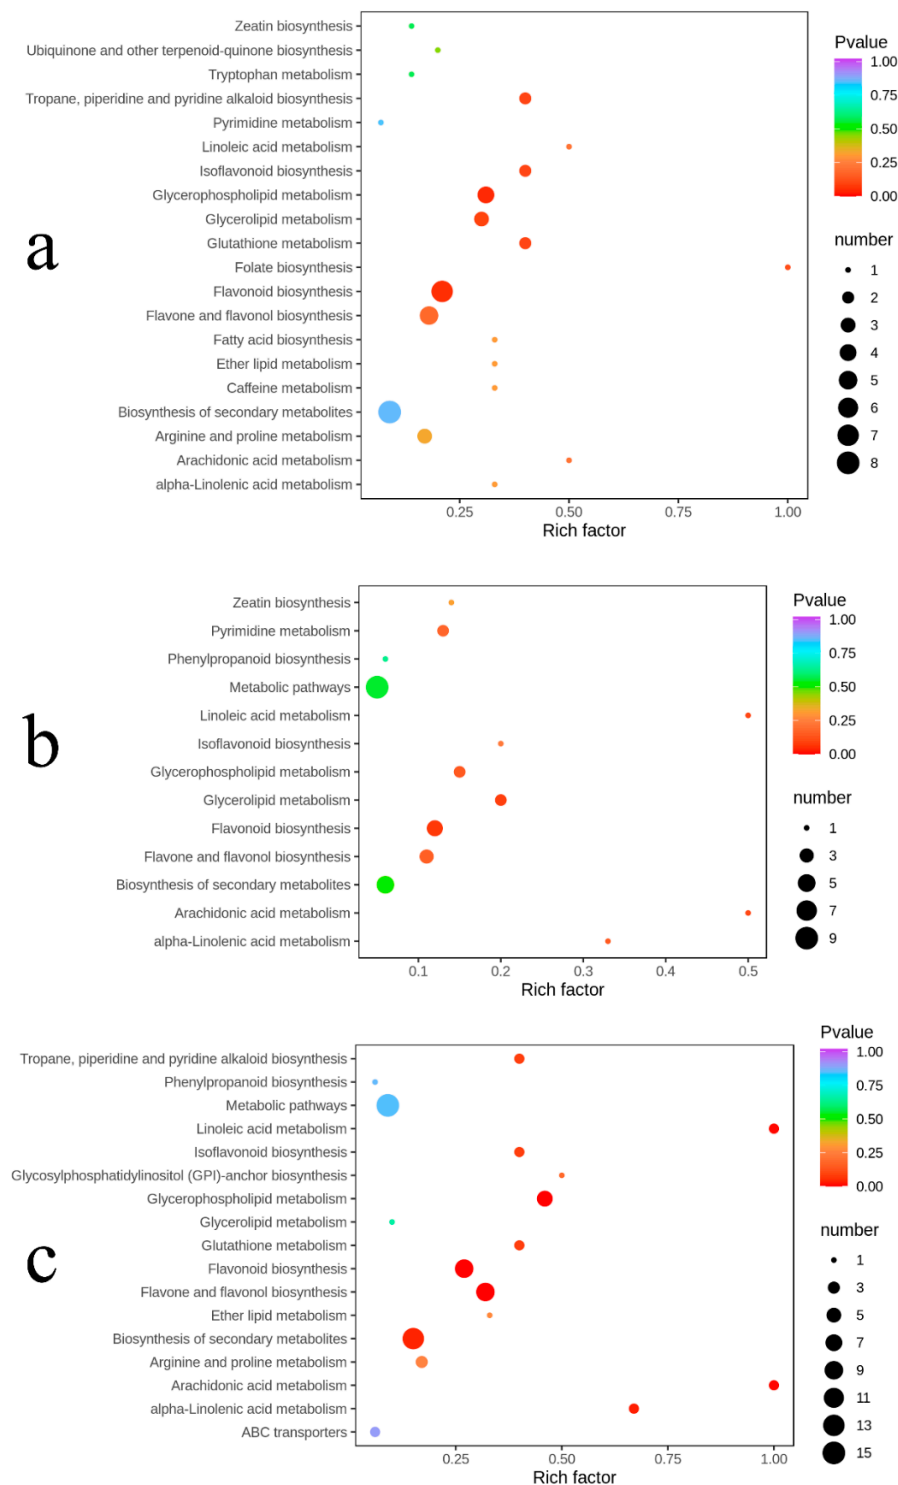 a
Zeatin biosynthesis
Ubiquinone and other terpenoid-quinone biosynthesis
Tryptophan metabolism
Tropane, piperidine and pyridine alkaloid biosynthesis
Pyrimidine metabolism
Linoleic acid metabolism
Isoflavonoid biosynthesis
Glycerophospholipid metabolism
Glycerolipid metabolism
Glutathione metabolism
Folate biosynthesis
Flavonoid biosynthesis
Flavone and flavonol biosynthesis
Fatty acid biosynthesis
Ether lipid metabolism
Caffeine metabolism
Biosynthesis of secondary metabolites
Arginine and proline metabolism
Arachidonic acid metabolism
alpha-Linolenic acid metabolism
0.25 0.50 0.75 1.00
Rich factor
Pvalue
1.00
0.75
0.50
0.25
0.00
number
1
2
3
4
5
6
7
8
b
Zeatin biosynthesis
Pyrimidine metabolism
Phenylpropanoid biosynthesis
Metabolic pathways
Linoleic acid metabolism
Isoflavonoid biosynthesis
Glycerophospholipid metabolism
Glycerolipid metabolism
Flavonoid biosynthesis
Flavone and flavonol biosynthesis
Biosynthesis of secondary metabolites
Arachidonic acid metabolism
alpha-Linolenic acid metabolism
0.1 0.2 0.3 0.4 0.5
Rich factor
Pvalue
1.00
0.75
0.50
0.25
0.00
number
1
3
5
7
9
c
Tropane, piperidine and pyridine alkaloid biosynthesis
Phenylpropanoid biosynthesis
Metabolic pathways
Linoleic acid metabolism
Isoflavonoid biosynthesis
Glycosylphosphatidylinositol (GPI)-anchor biosynthesis
Glycerophospholipid metabolism
Glycerolipid metabolism
Glutathione metabolism
Flavonoid biosynthesis
Flavone and flavonol biosynthesis
Ether lipid metabolism
Biosynthesis of secondary metabolites
Arginine and proline metabolism
Arachidonic acid metabolism
alpha-Linolenic acid metabolism
ABC transporters
0.25 0.50 0.75 1.00
Rich factor
Pvalue
1.00
0.75
0.50
0.25
0.00
number
1
3
5
7
9
11
13
15